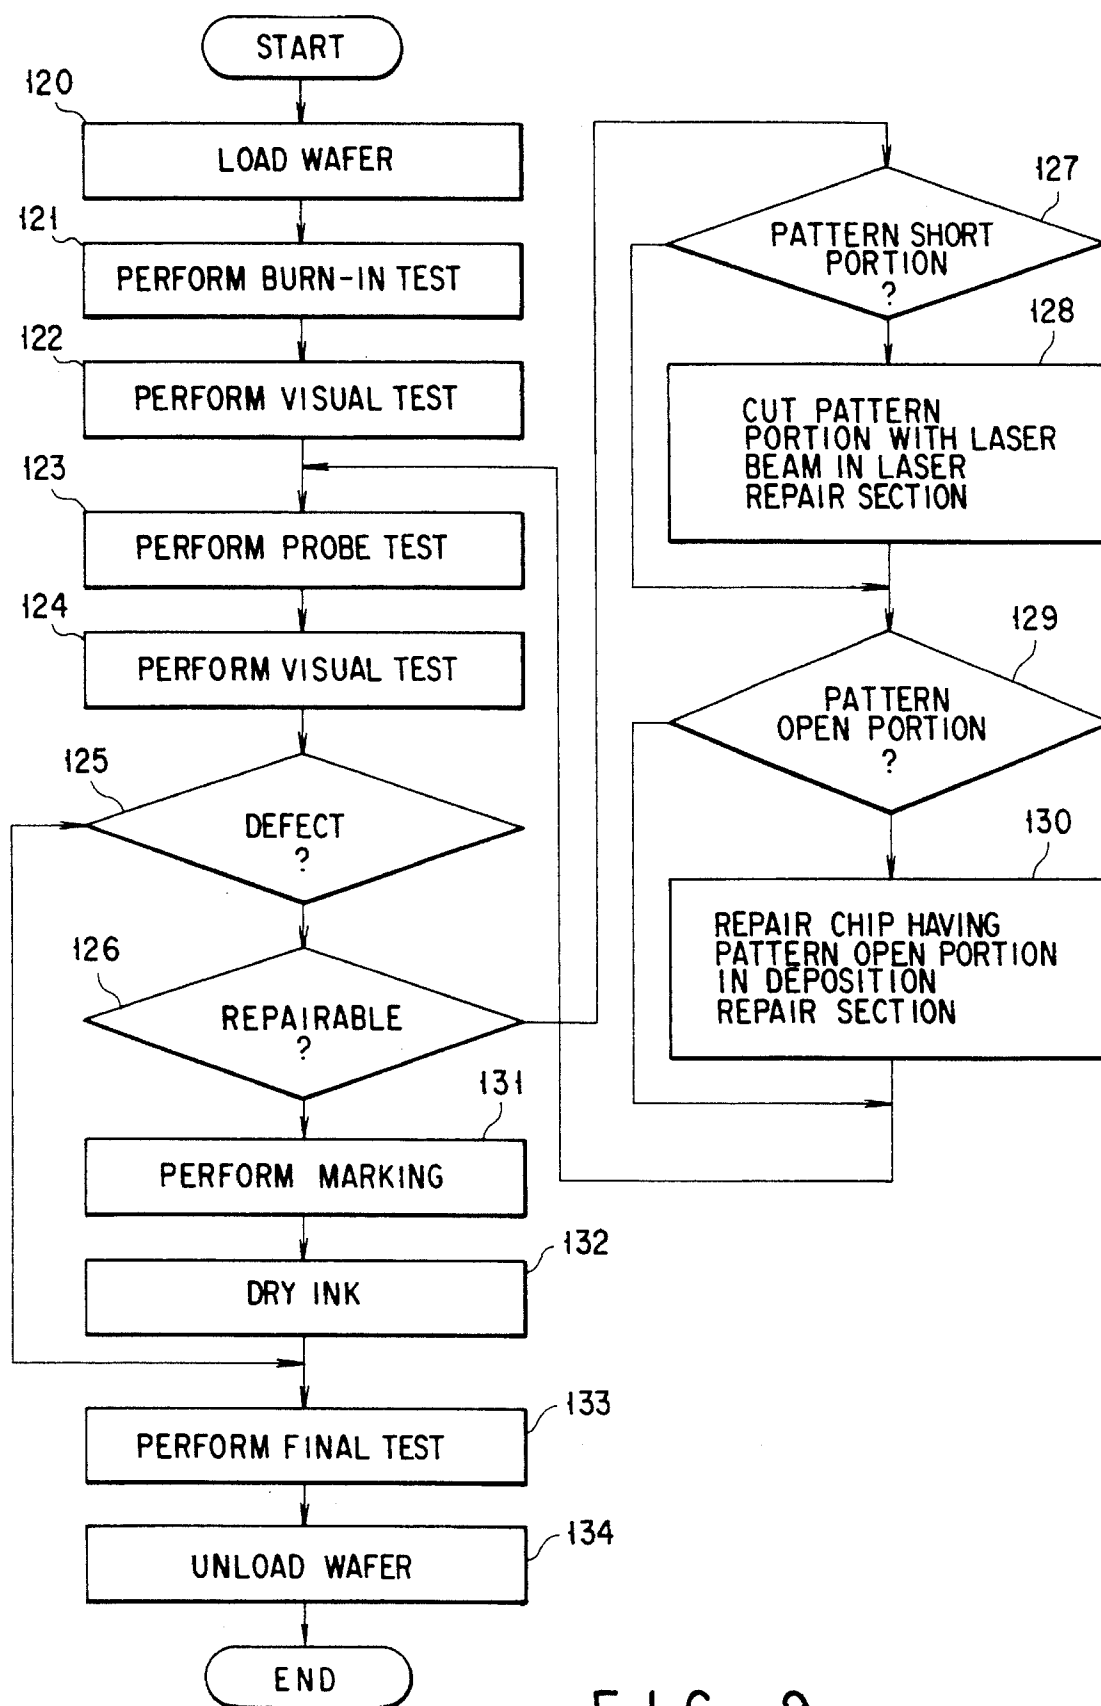 START
120
LOAD WAFER
121
PERFORM BURN-IN TEST
122
PERFORM VISUAL TEST
123
PERFORM PROBE TEST
124
PERFORM VISUAL TEST
125
DEFECT
?
126
REPAIRABLE
?
131
PERFORM MARKING
132
DRY INK
133
PERFORM FINAL TEST
134
UNLOAD WAFER
END
127
PATTERN SHORT
PORTION
?
128
CUT PATTERN
PORTION WITH LASER
BEAM IN LASER
REPAIR SECTION
129
PATTERN
OPEN PORTION
?
130
REPAIR CHIP HAVING
PATTERN OPEN PORTION
IN DEPOSITION
REPAIR SECTION